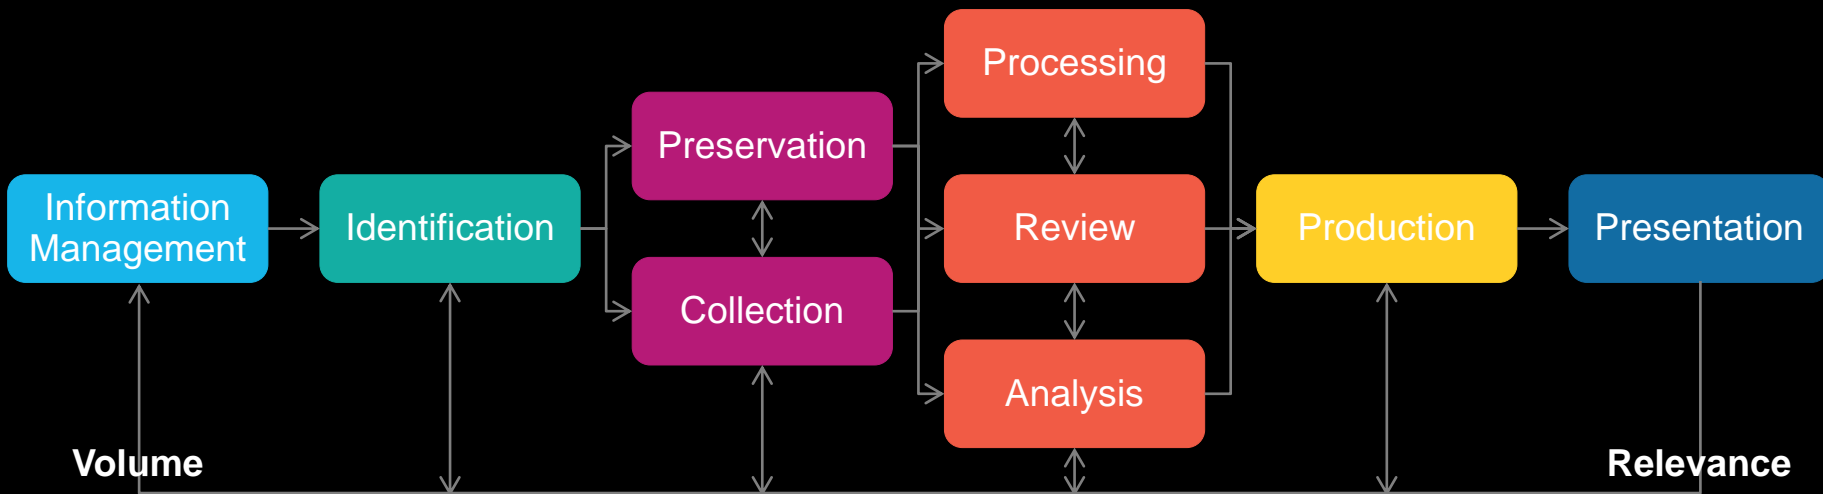 Information
Management
Identification
Preservation
Collection
Processing
Review
Analysis
Production
Presentation
Volume
Relevance